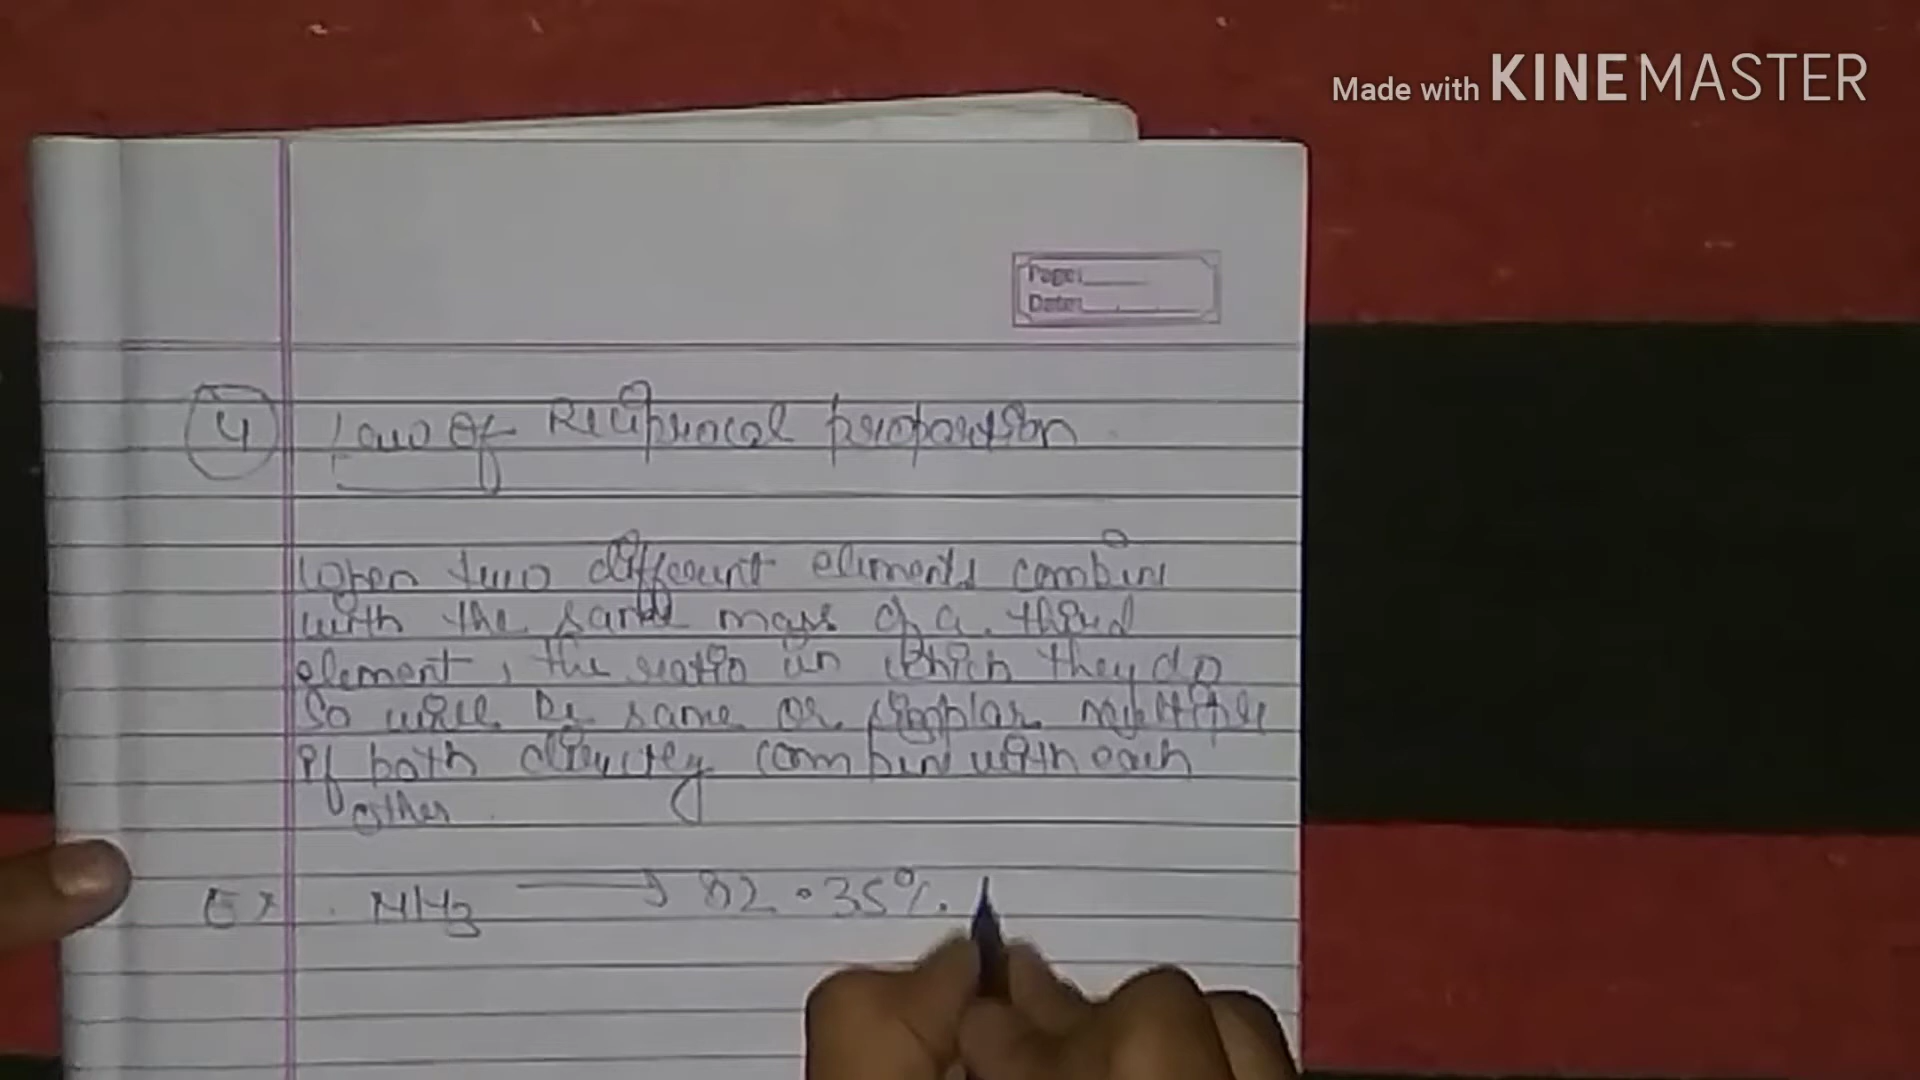 Made with KINEMASTER
Page:
Date:
4 Law of Reciprocal proportion
When two different elements combine
with the same mass of a third
element, the ratio in which they do
so will be same or simplar multiple
if both directly combine with each
other
Ex. NH3 → 82.35%